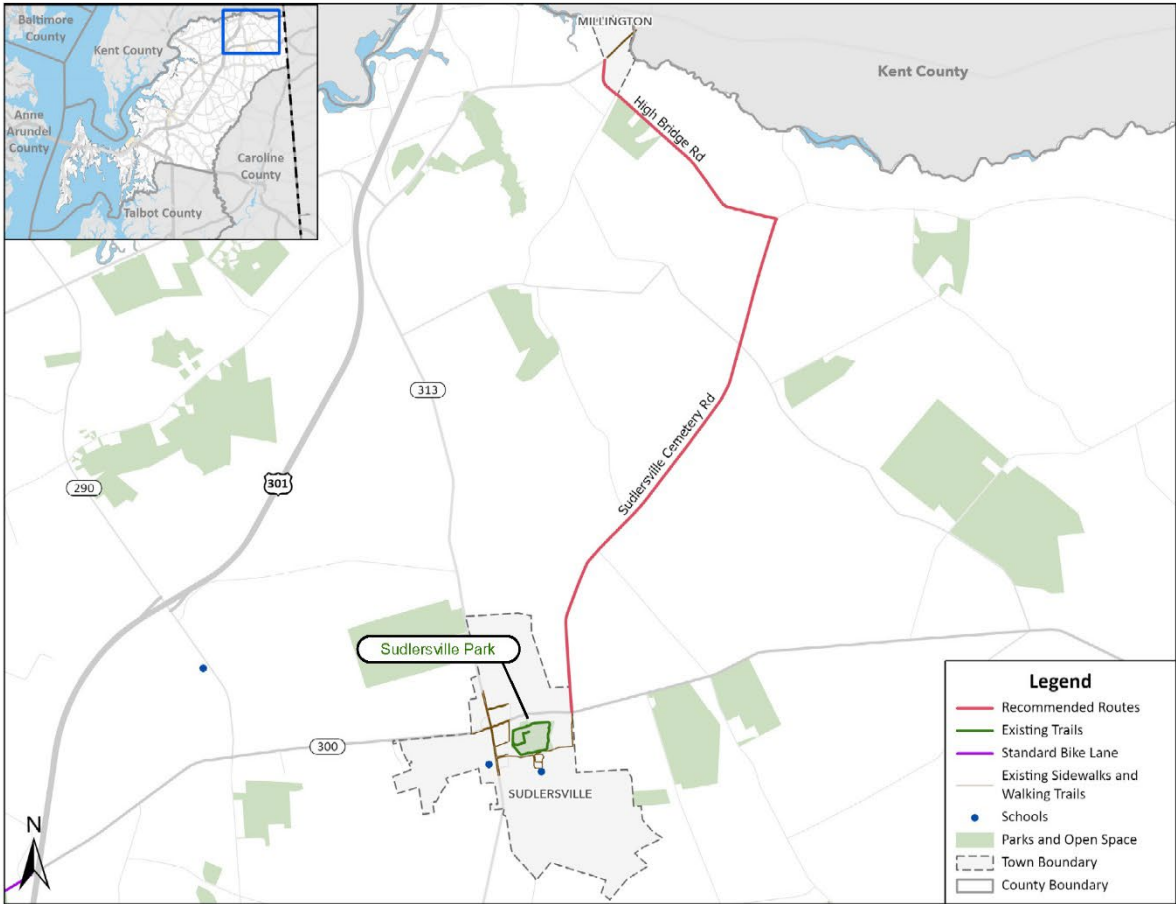 Baltimore
County
Kent County
Anne
Arundel
County
Caroline
County
Talbot County
MILLINGTON
Kent County
High Bridge Rd
313
Sudlersville Cemetery Rd
290
301
Sudlersville Park
300
SUDLERSVILLE
N
Legend
Recommended Routes
Existing Trails
Standard Bike Lane
Existing Sidewalks and
Walking Trails
Schools
Parks and Open Space
Town Boundary
County Boundary